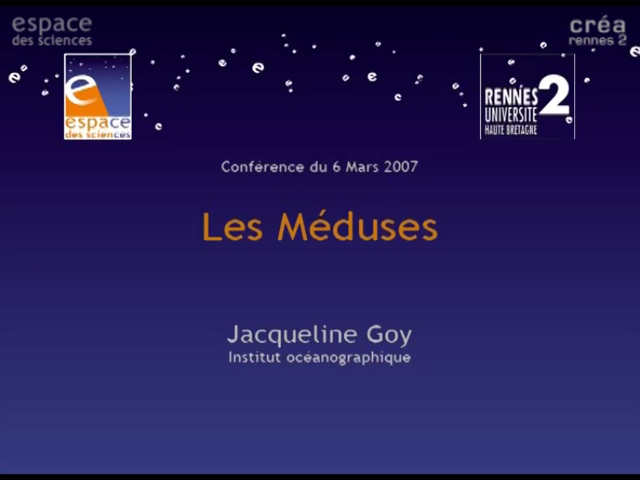 espace
des sciences
créa
rennes 2
e
espace
des sciences
RENNES 2
UNIVERSITÉ
HAUTE BRETAGNE
Conférence du 6 Mars 2007
Les Méduses
Jacqueline Goy
Institut océanographique